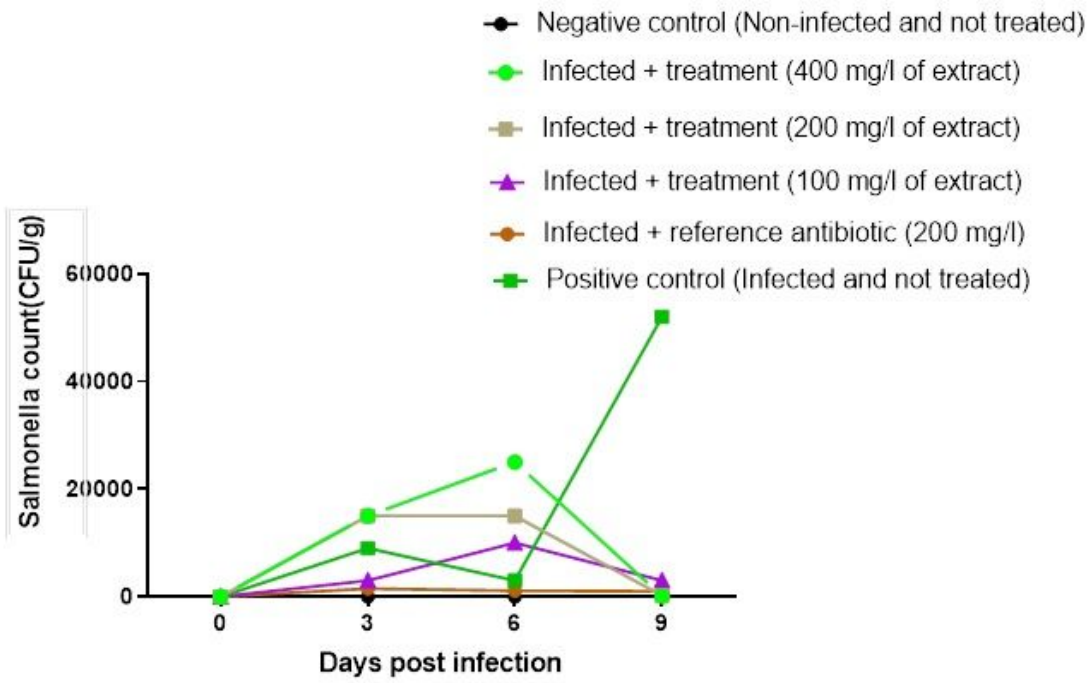 Negative control (Non-infected and not treated)
Infected + treatment (400 mg/l of extract)
Infected + treatment (200 mg/l of extract)
Infected + treatment (100 mg/l of extract)
Infected + reference antibiotic (200 mg/l)
Positive control (Infected and not treated)
Salmonella count(CFU/g)
60000
40000
20000
0
0 3 6 9
Days post infection